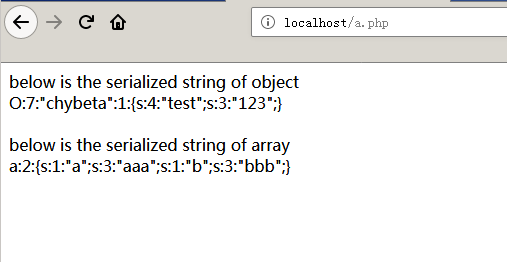 localhost/a.php
below is the serialized string of object
O:7:"chybeta":1:{s:4:"test";s:3:"123";}
below is the serialized string of array
a:2:{s:1:"a";s:3:"aaa";s:1:"b";s:3:"bbb";}